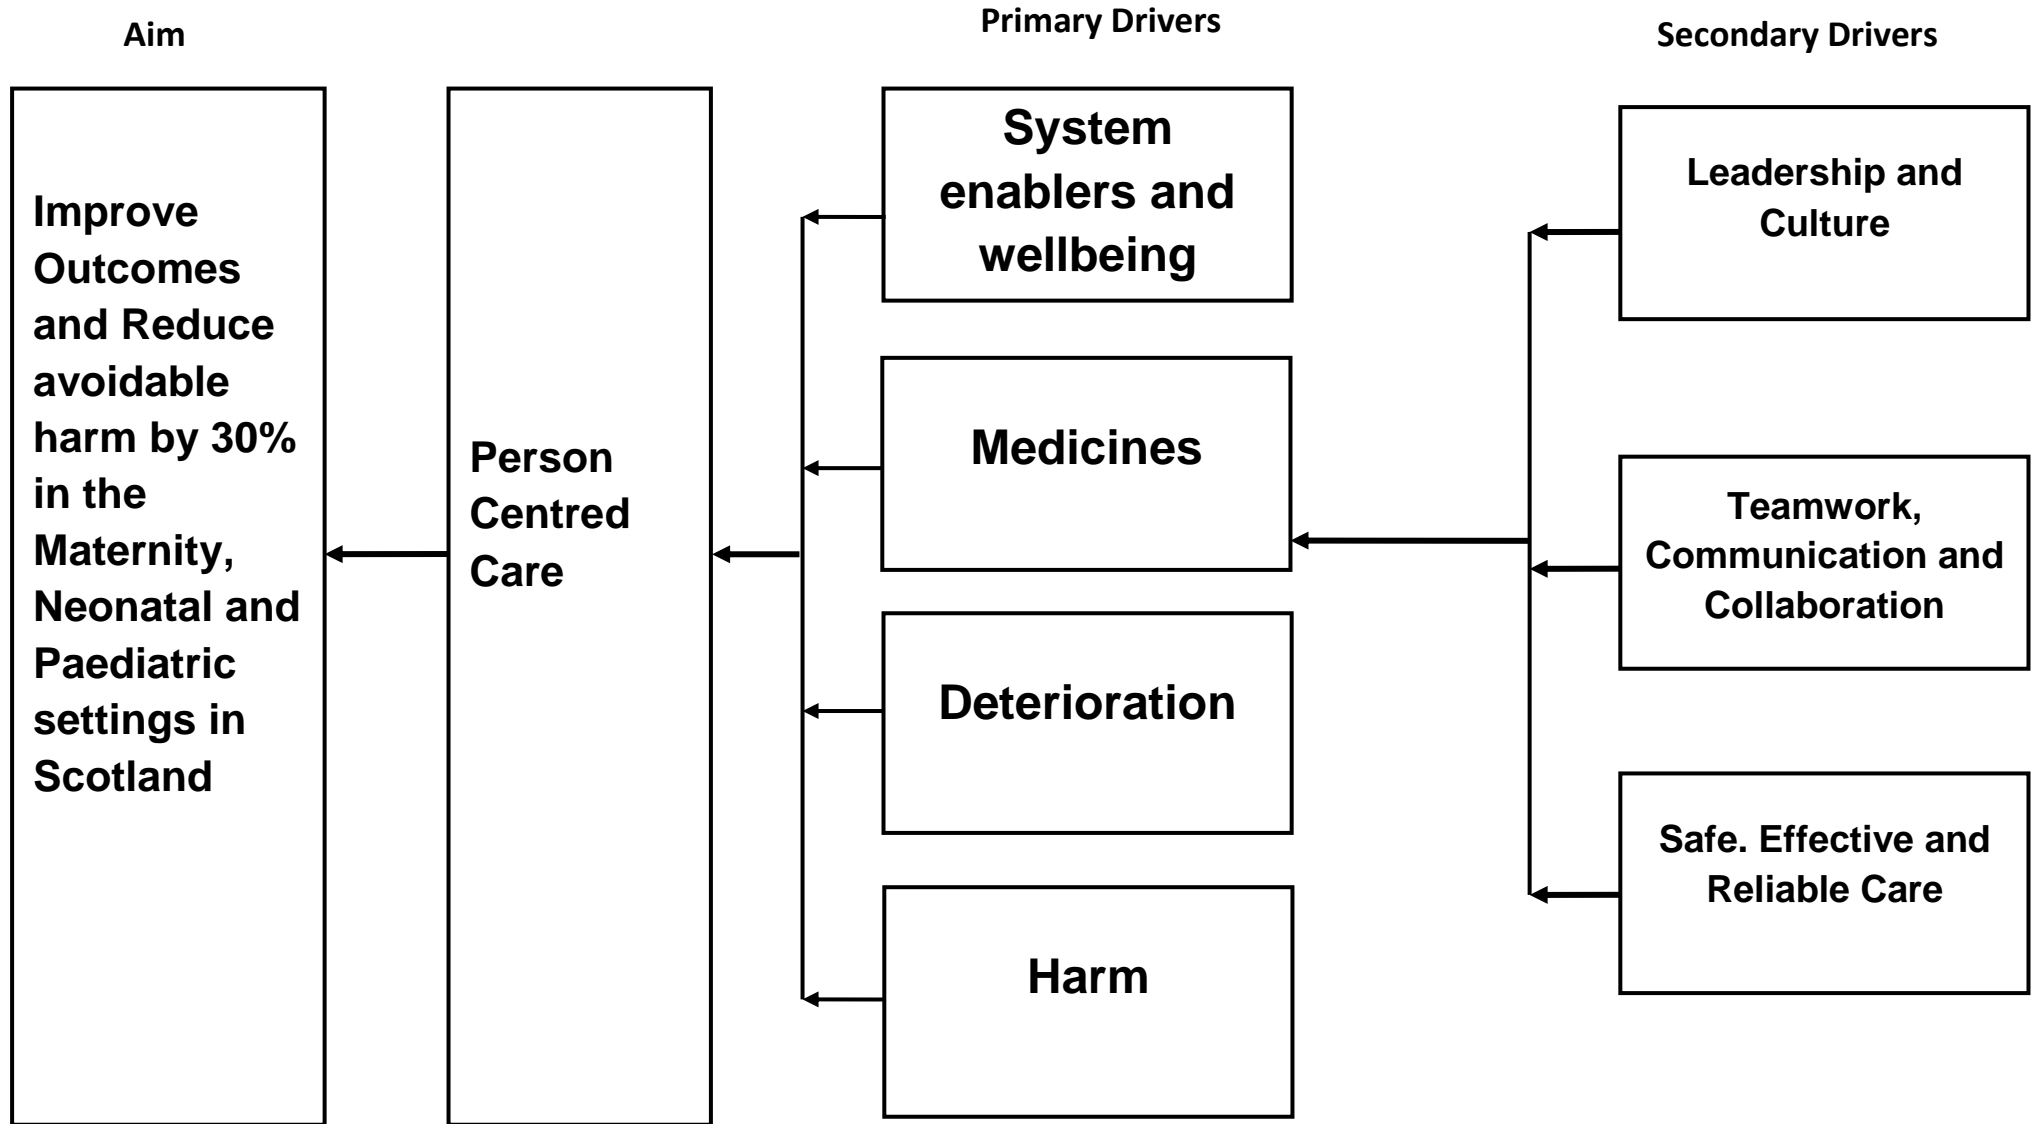 Aim
Primary Drivers
Secondary Drivers
Improve
Outcomes
and Reduce
avoidable
harm by 30%
in the
Maternity,
Neonatal and
Paediatric
settings in
Scotland
Person
Centred
Care
System
enablers and
wellbeing
Medicines
Deterioration
Harm
Leadership and
Culture
Teamwork,
Communication and
Collaboration
Safe. Effective and
Reliable Care